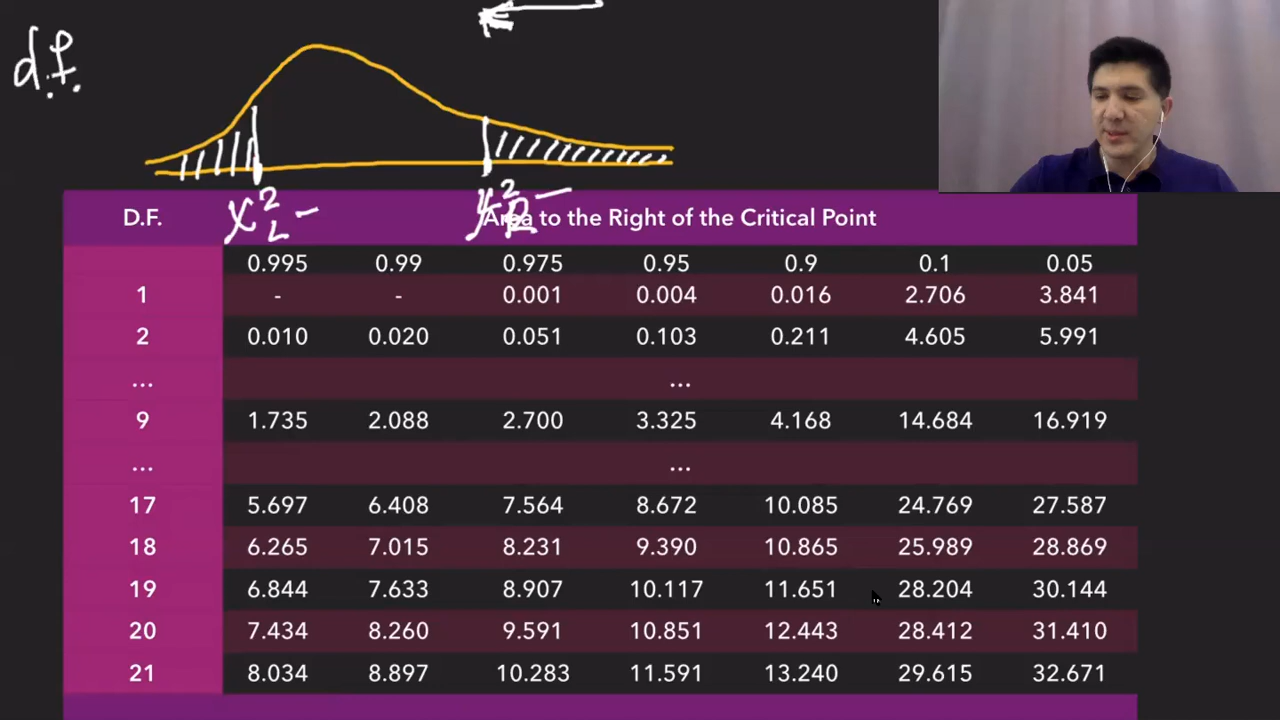 d.f.
D.F. Area to the Right of the Critical Point
χ²L – χ²R –
0.995 0.99 0.975 0.95 0.9 0.1 0.05
1 - - 0.001 0.004 0.016 2.706 3.841
2 0.010 0.020 0.051 0.103 0.211 4.605 5.991
... ...
9 1.735 2.088 2.700 3.325 4.168 14.684 16.919
... ...
17 5.697 6.408 7.564 8.672 10.085 24.769 27.587
18 6.265 7.015 8.231 9.390 10.865 25.989 28.869
19 6.844 7.633 8.907 10.117 11.651 28.204 30.144
20 7.434 8.260 9.591 10.851 12.443 28.412 31.410
21 8.034 8.897 10.283 11.591 13.240 29.615 32.671